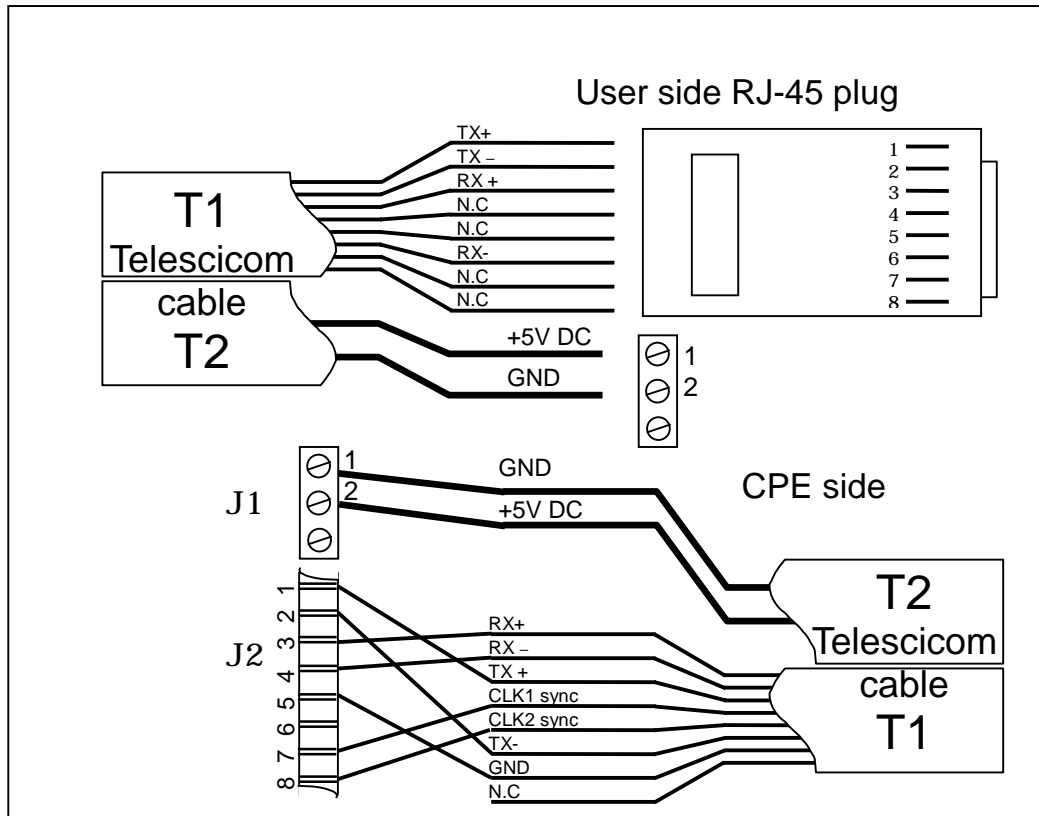 User side RJ-45 plug
TX+
TX –
RX +
N.C
N.C
RX-
N.C
N.C
1
2
3
4
5
6
7
8
T1
Telescicom
cable
T2
+5V DC
GND
1
2
J1
1
2
GND
+5V DC
CPE side
T2
Telescicom
cable
T1
J2
1
2
3
4
5
6
7
8
RX+
RX –
TX +
CLK1 sync
CLK2 sync
TX-
GND
N.C